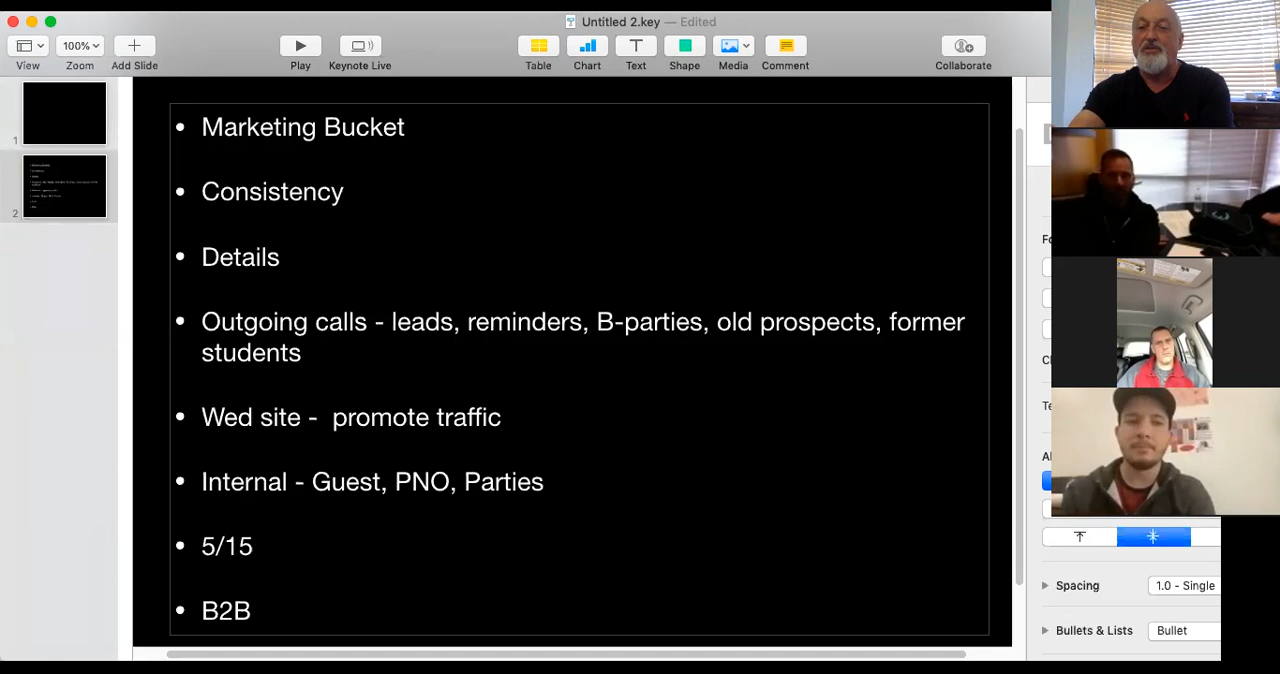 Untitled 2.key — Edited
100%
View
Zoom
Add Slide
Play
Keynote Live
Table
Chart
Text
Shape
Media
Comment
Collaborate
1
2
• Marketing Bucket
• Consistency
• Details
• Outgoing calls - leads, reminders, B-parties, old prospects, former
students
• Wed site -  promote traffic
• Internal - Guest, PNO, Parties
• 5/15
• B2B
Spacing
1.0 - Single
Bullets & Lists
Bullet